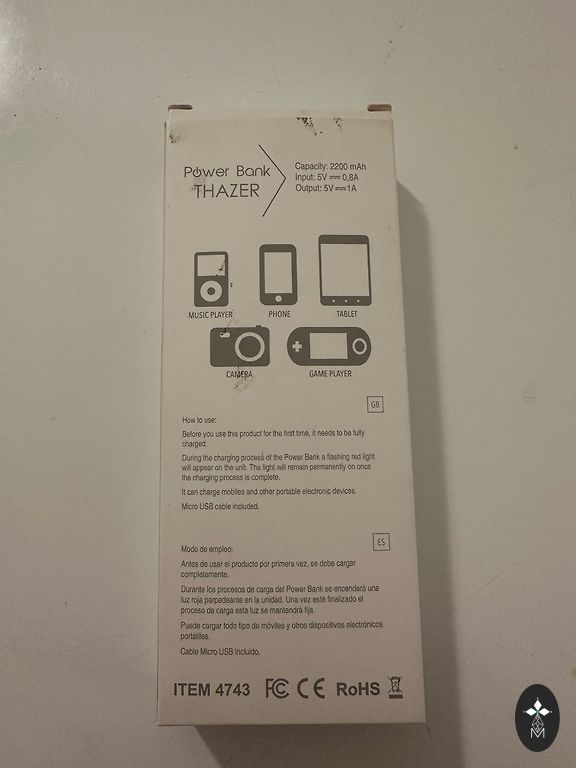 Power Bank
THAZER
Capacity: 2200 mAh
Input: 5V ⎓ 0,8A
Output: 5V ⎓ 1A
MUSIC PLAYER
PHONE
TABLET
CAMERA
GAME PLAYER
GB
How to use:
Before you use this product for the first time, it needs to be fully
charged.
During the charging process of the Power Bank a flashing red light
will appear on the unit. The light will remain permanently on once
the charging process is complete.
It can charge mobiles and other portable electronic devices.
Micro USB cable included.
ES
Modo de empleo:
Antes de usar el producto por primera vez, se debe cargar
completamente.
Durante los procesos de carga del Power Bank se encenderá una
luz roja parpadeante en la unidad. Una vez esté finalizado el
proceso de carga esta luz se mantendrá fija.
Puede cargar todo tipo de móviles y otros dispositivos electrónicos
portátiles.
Cable Micro USB incluido.
ITEM 4743 FC CE RoHS
M